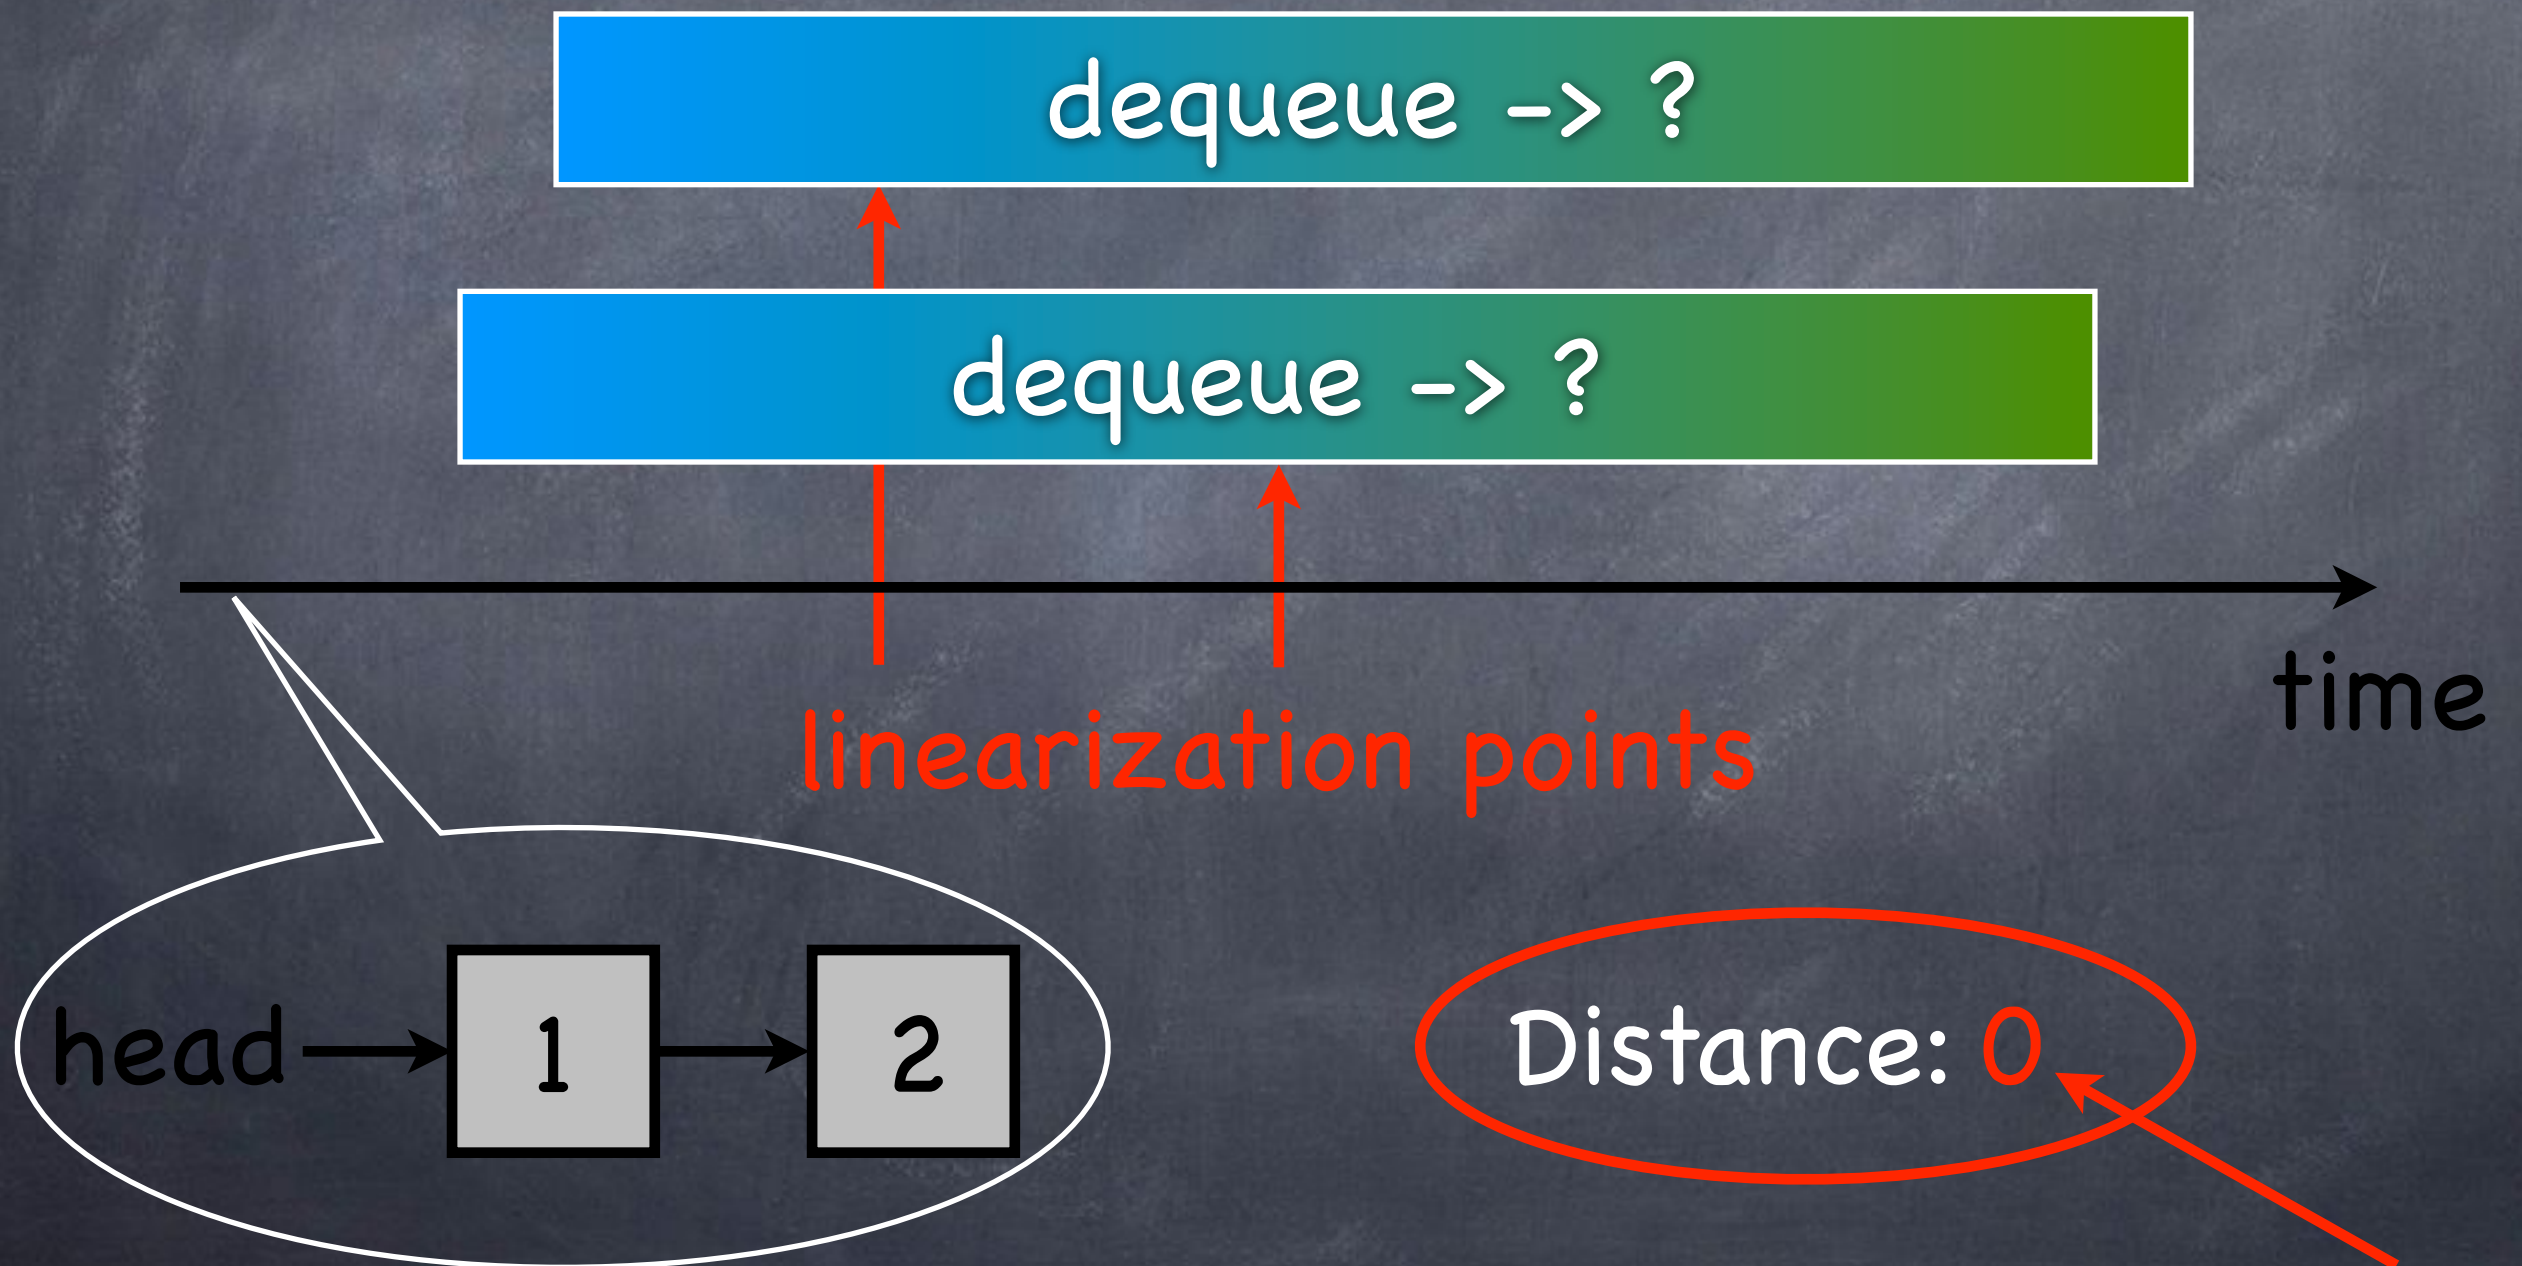 dequeue -> ?
dequeue -> ?
time
linearization points
head 1 2
Distance: 0